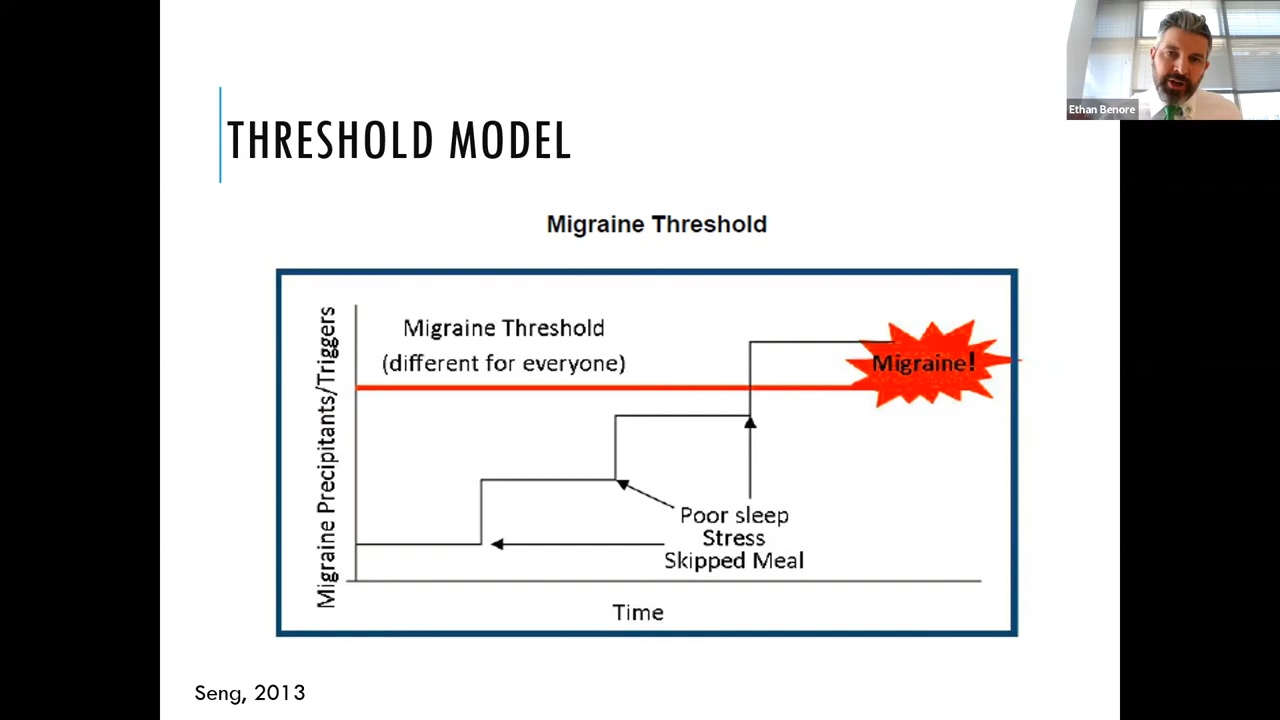 Ethan Benore
THRESHOLD MODEL
Migraine Threshold
Migraine Precipitants/Triggers
Migraine Threshold
(different for everyone)
Migraine!
Poor sleep
Stress
Skipped Meal
Time
Seng, 2013